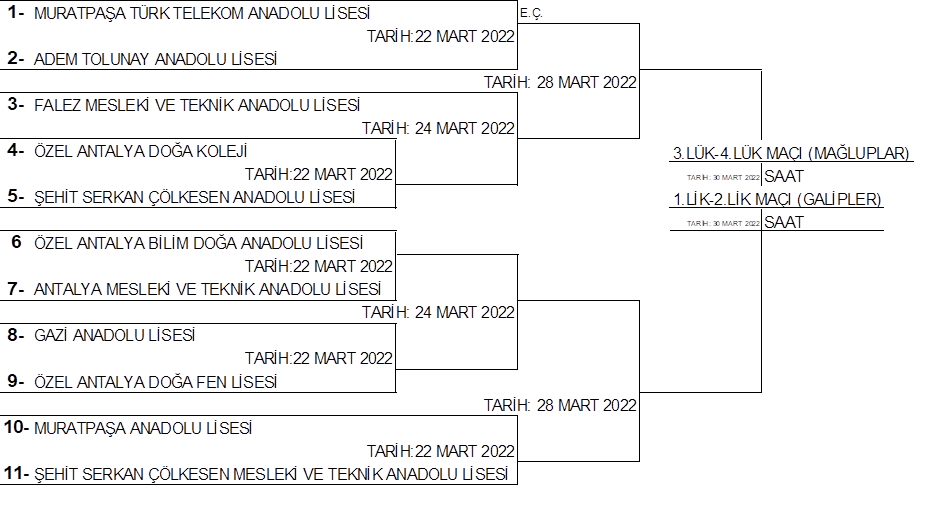 1- MURATPAŞA TÜRK TELEKOM ANADOLU LİSESİ
E.Ç.
TARİH:22 MART 2022
2- ADEM TOLUNAY ANADOLU LİSESİ
TARİH: 28 MART 2022
3- FALEZ MESLEKİ VE TEKNİK ANADOLU LİSESİ
TARİH: 24 MART 2022
4- ÖZEL ANTALYA DOĞA KOLEJİ
3.LÜK-4.LÜK MAÇI (MAĞLUPLAR)
TARİH:22 MART 2022
TARİH: 30 MART 2022 SAAT
5- ŞEHİT SERKAN ÇÖLKESEN ANADOLU LİSESİ
1.LİK-2.LİK MAÇI (GALİPLER)
TARİH: 30 MART 2022 SAAT
6 ÖZEL ANTALYA BİLİM DOĞA ANADOLU LİSESİ
TARİH:22 MART 2022
7- ANTALYA MESLEKİ VE TEKNİK ANADOLU LİSESİ
TARİH: 24 MART 2022
8- GAZİ ANADOLU LİSESİ
TARİH:22 MART 2022
9- ÖZEL ANTALYA DOĞA FEN LİSESİ
TARİH: 28 MART 2022
10- MURATPAŞA ANADOLU LİSESİ
TARİH:22 MART 2022
11- ŞEHİT SERKAN ÇÖLKESEN MESLEKİ VE TEKNİK ANADOLU LİSESİ